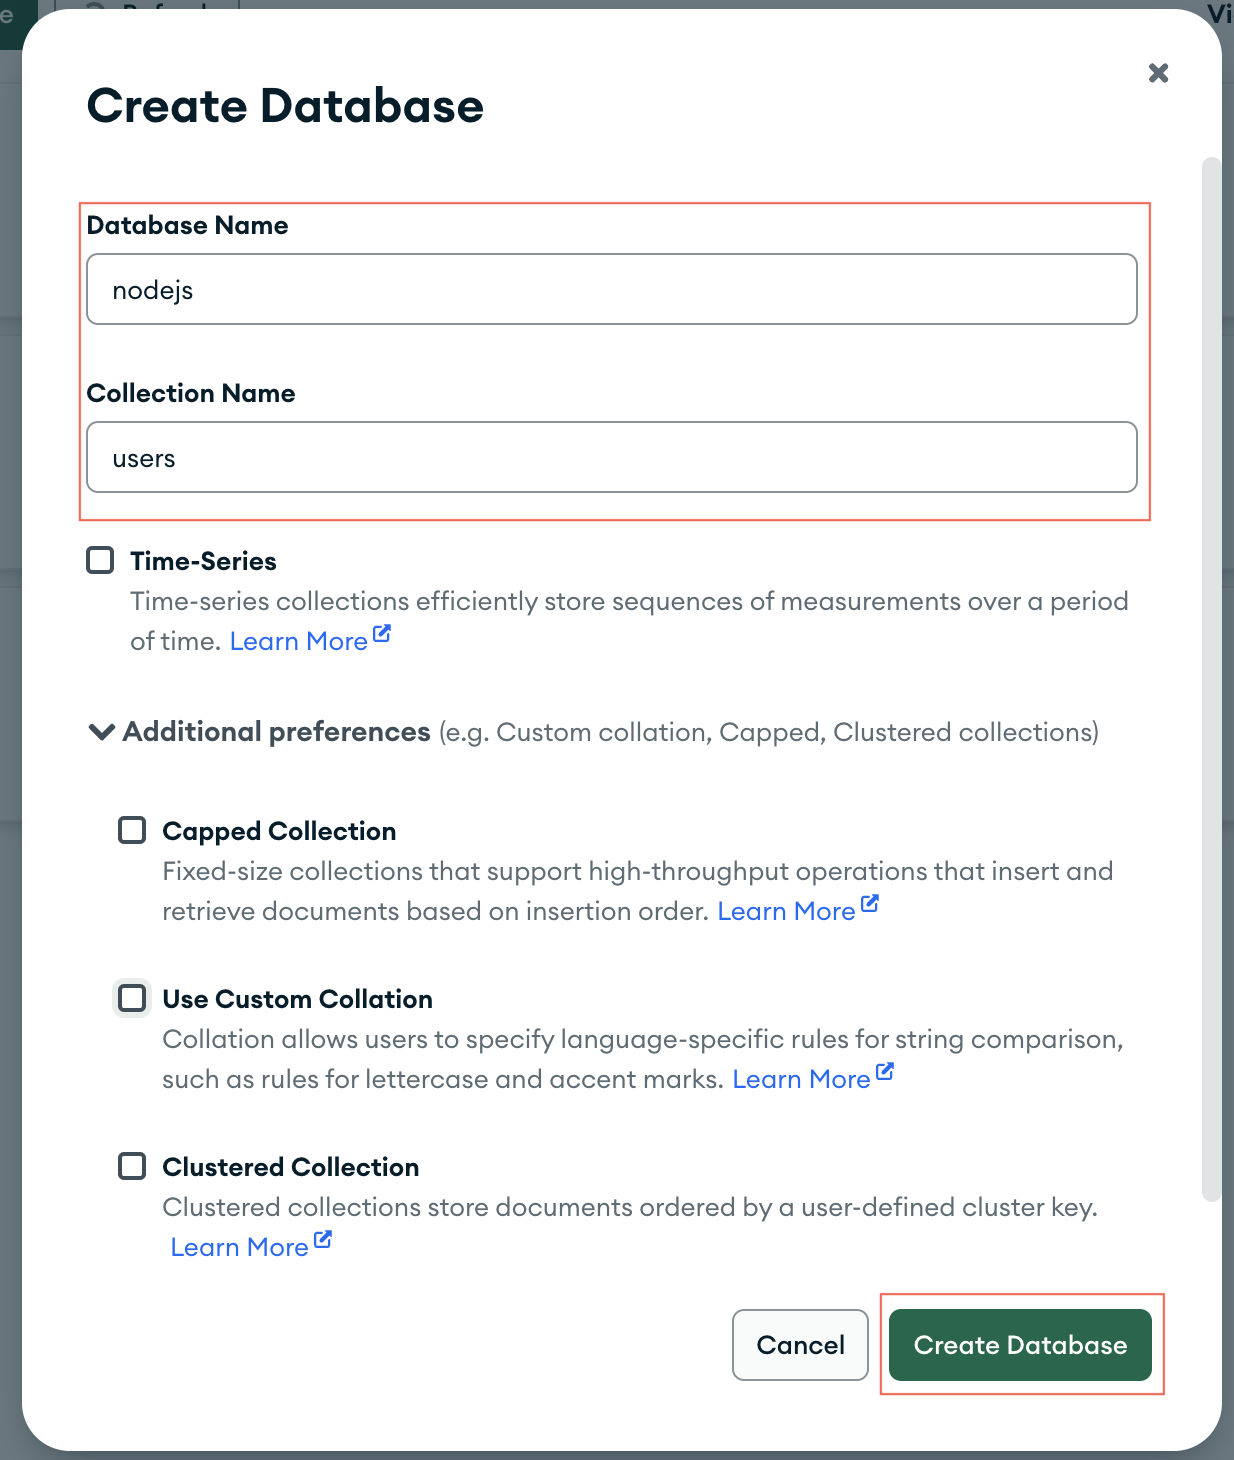 Create Database
Database Name
nodejs
Collection Name
users
Time-Series
Time-series collections efficiently store sequences of measurements over a period
of time. Learn More
Additional preferences (e.g. Custom collation, Capped, Clustered collections)
Capped Collection
Fixed-size collections that support high-throughput operations that insert and
retrieve documents based on insertion order. Learn More
Use Custom Collation
Collation allows users to specify language-specific rules for string comparison,
such as rules for lettercase and accent marks. Learn More
Clustered Collection
Clustered collections store documents ordered by a user-defined cluster key.
Learn More
Cancel
Create Database